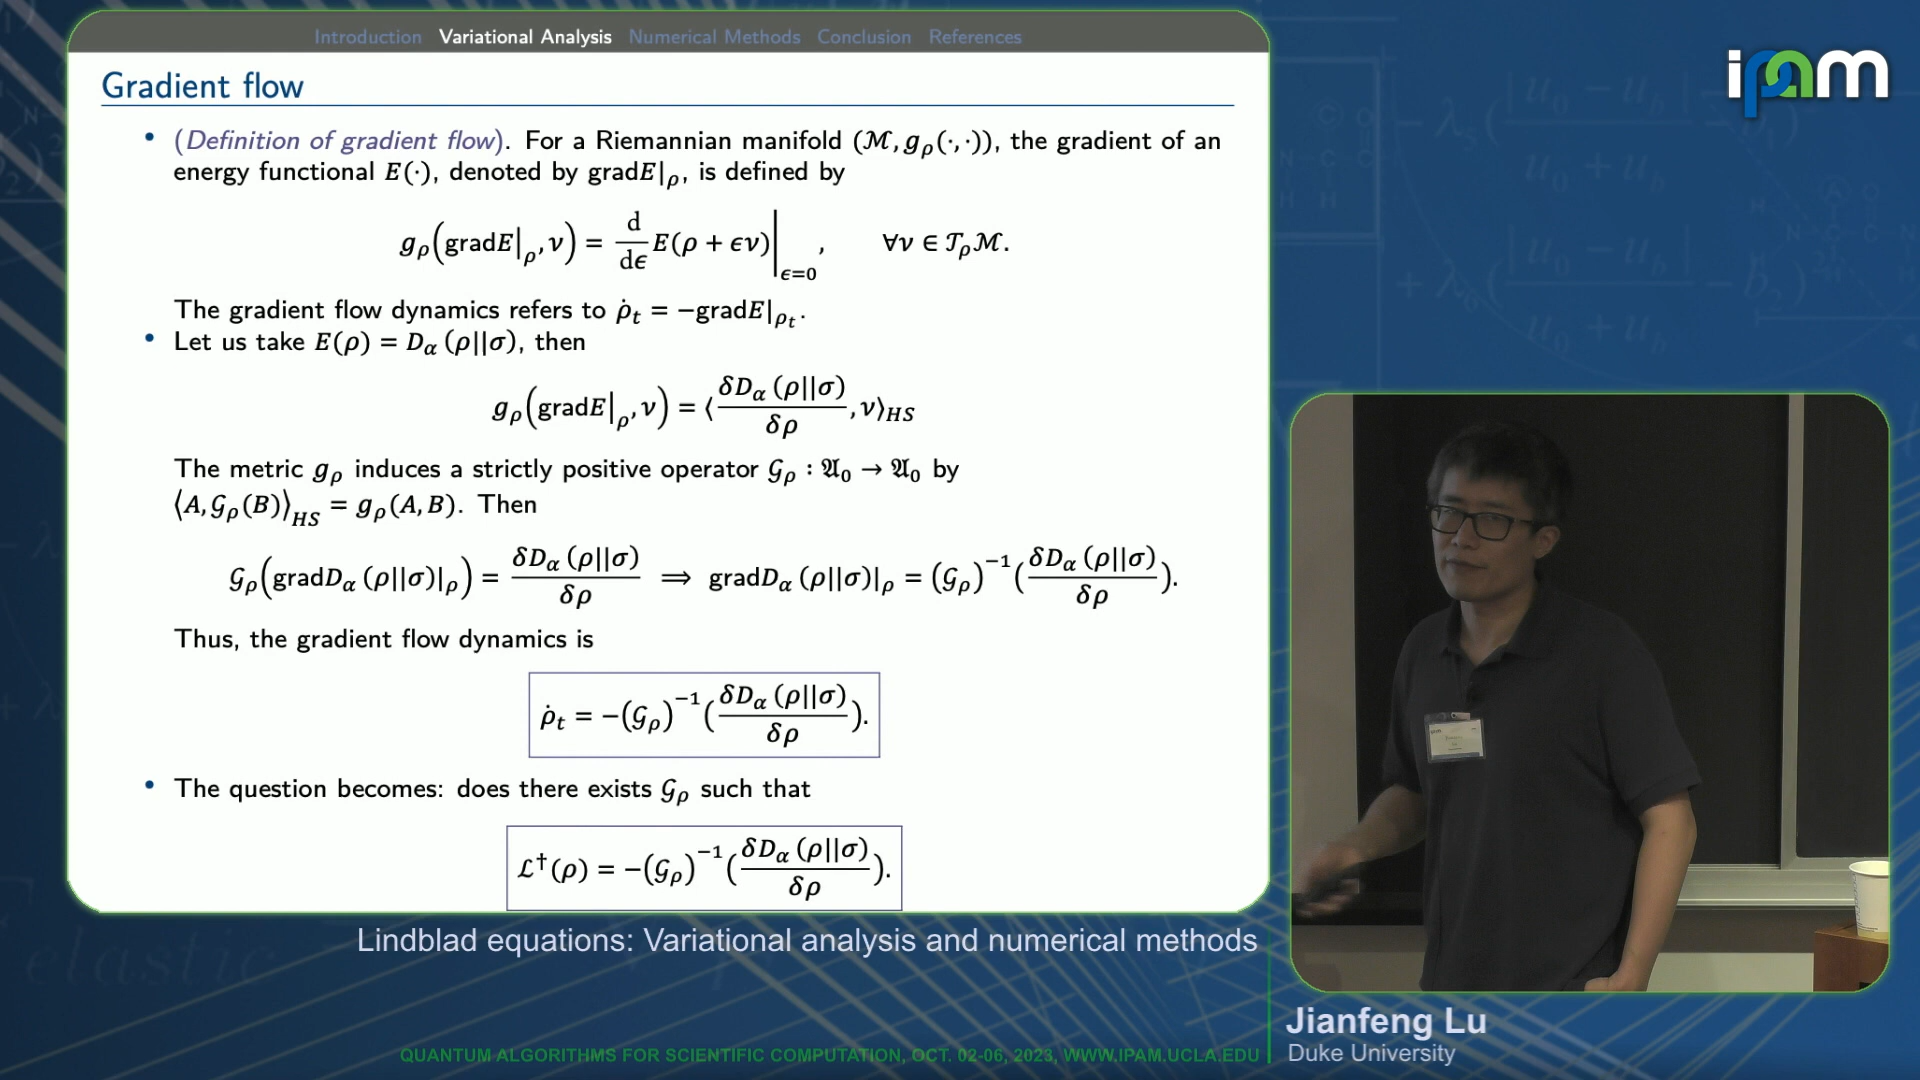 Introduction Variational Analysis Numerical Methods Conclusion References
Gradient flow
• (Definition of gradient flow). For a Riemannian manifold (ℳ, g_ρ(·,·)), the gradient of an
energy functional E(·), denoted by gradE|_ρ, is defined by
g_ρ(gradE|_ρ, ν) = d/dϵ E(ρ + ϵν)|_{ϵ=0}, ∀ν ∈ 𝒯_ρℳ.
The gradient flow dynamics refers to ρ̇_t = −gradE|_{ρ_t}.
• Let us take E(ρ) = D_α (ρ||σ), then
g_ρ(gradE|_ρ, ν) = ⟨δD_α (ρ||σ)/δρ, ν⟩_HS
The metric g_ρ induces a strictly positive operator 𝒢_ρ : 𝔄₀ → 𝔄₀ by
⟨A, 𝒢_ρ(B)⟩_HS = g_ρ(A, B). Then
𝒢_ρ(gradD_α (ρ||σ)|_ρ) = δD_α (ρ||σ)/δρ ⟹ gradD_α (ρ||σ)|_ρ = (𝒢_ρ)^{−1}(δD_α (ρ||σ)/δρ).
Thus, the gradient flow dynamics is
ρ̇_t = −(𝒢_ρ)^{−1}(δD_α (ρ||σ)/δρ).
• The question becomes: does there exists 𝒢_ρ such that
ℒ†(ρ) = −(𝒢_ρ)^{−1}(δD_α (ρ||σ)/δρ).
ipam
Lindblad equations: Variational analysis and numerical methods
Jianfeng Lu
Duke University
QUANTUM ALGORITHMS FOR SCIENTIFIC COMPUTATION, OCT. 02-06, 2023, WWW.IPAM.UCLA.EDU